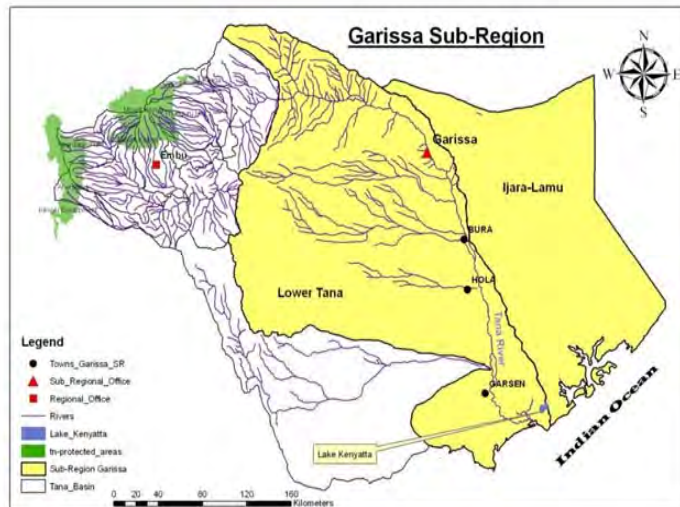 Garissa Sub-Region
N
W E
S
Embu
Garissa
Ijara-Lamu
BURA
HOLA
Lower Tana
Tana River
GARSEN
Lake Kenyatta
Indian Ocean
Legend
Towns_Garissa_SR
Sub_Regional_Office
Regional_Office
Rivers
Lake_Kenyatta
tn-protected_areas
Sub-Region Garissa
Tana_Basin
0 20 40 80 120 160
Kilometers